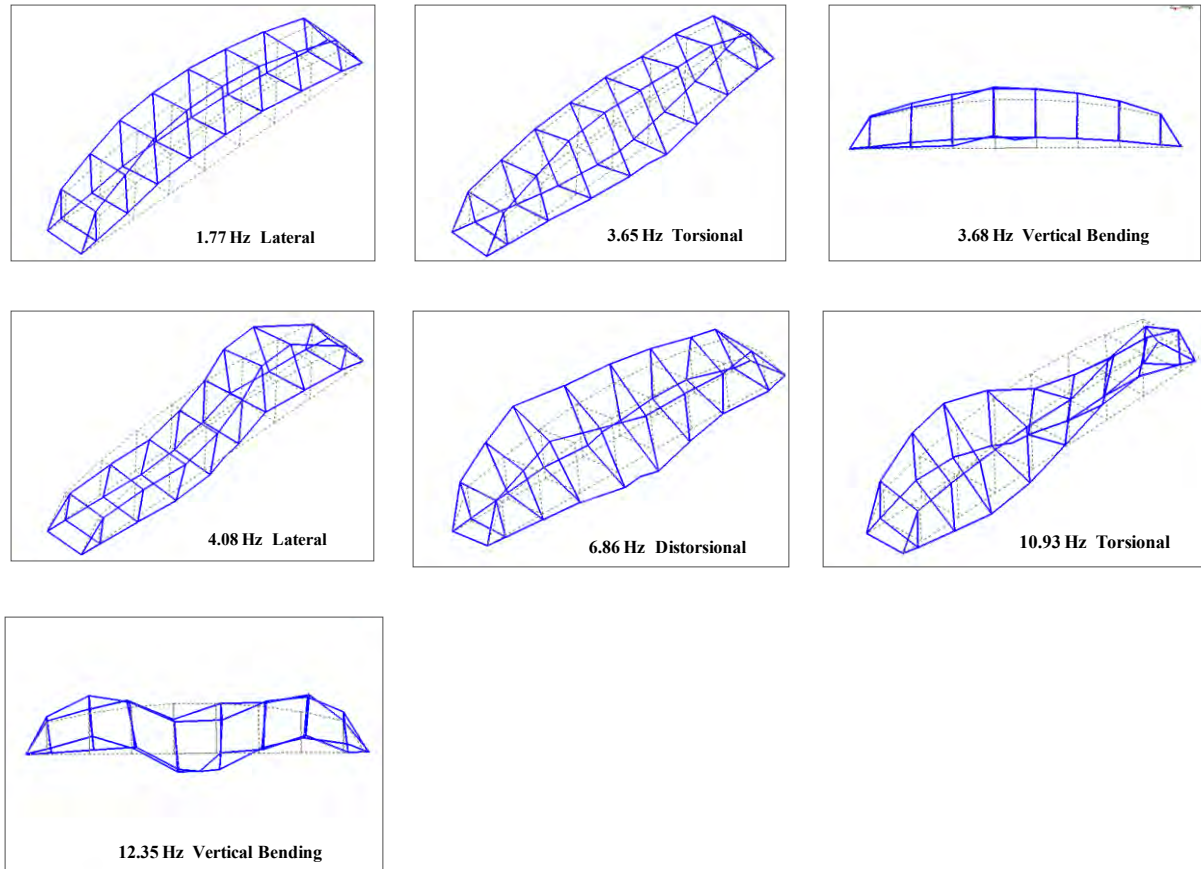 1.77 Hz Lateral
3.65 Hz Torsional
3.68 Hz Vertical Bending
4.08 Hz Lateral
6.86 Hz Distorsional
10.93 Hz Torsional
12.35 Hz Vertical Bending